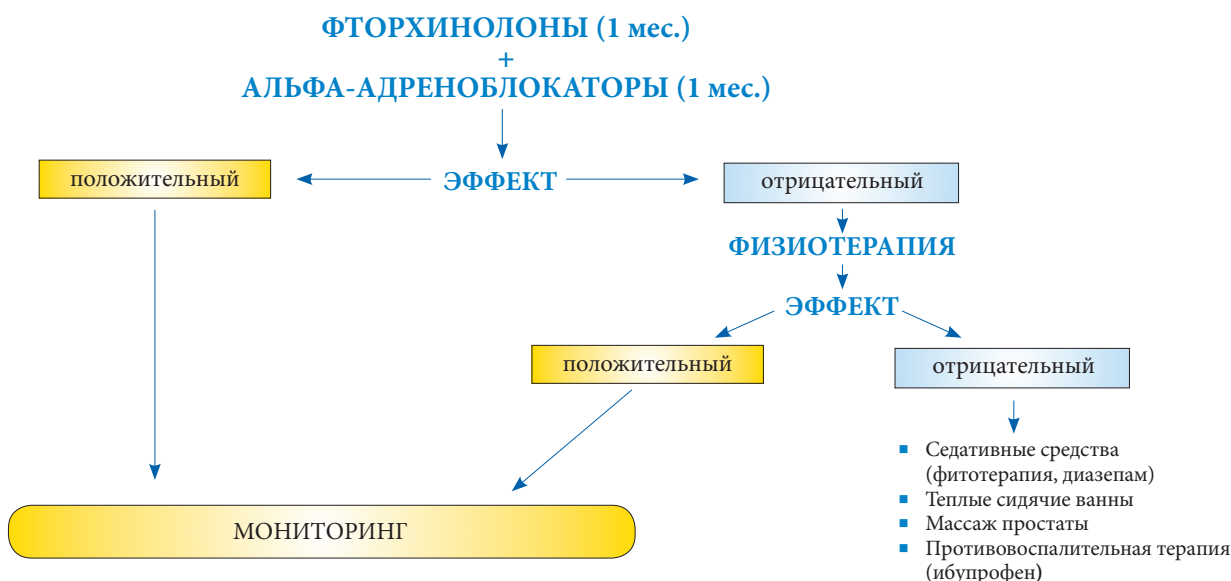 ФТОРХИНОЛОНЫ (1 мес.)
+
АЛЬФА-АДРЕНОБЛОКАТОРЫ (1 мес.)
положительный
ЭФФЕКТ
отрицательный
ФИЗИОТЕРАПИЯ
ЭФФЕКТ
положительный
отрицательный
▪ Седативные средства
(фитотерапия, диазепам)
▪ Теплые сидячие ванны
▪ Массаж простаты
▪ Противовоспалительная терапия
(ибупрофен)
МОНИТОРИНГ